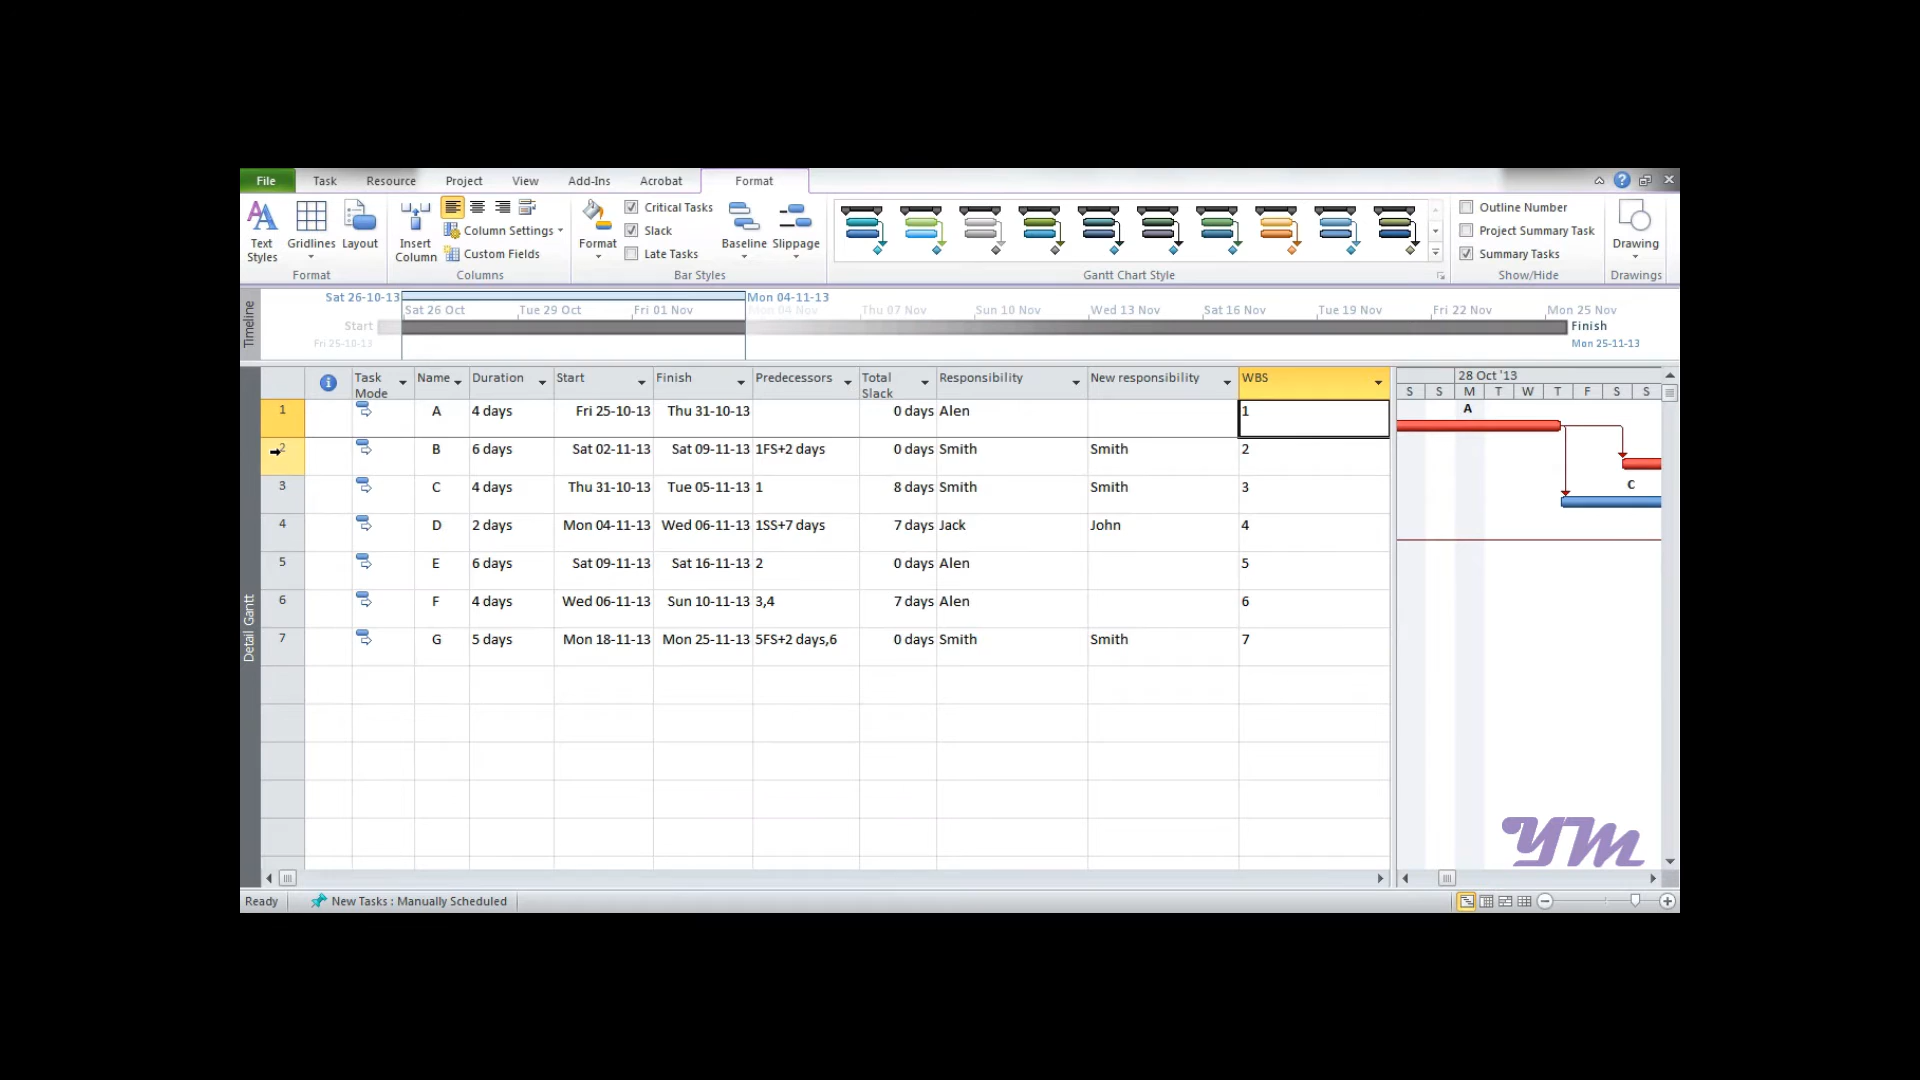 File Task Resource Project View Add-Ins Acrobat Format
Text Styles Gridlines Layout Insert Column Column Settings Custom Fields Format Critical Tasks Slack Late Tasks Baseline Slippage Outline Number Project Summary Task Summary Tasks Drawing
Format Columns Bar Styles Gantt Chart Style Show/Hide Drawings
Timeline
Sat 26-10-13 Mon 04-11-13
Sat 26 Oct Tue 29 Oct Fri 01 Nov Mon 04 Nov Thu 07 Nov Sun 10 Nov Wed 13 Nov Sat 16 Nov Tue 19 Nov Fri 22 Nov Mon 25 Nov
Start Finish
Fri 25-10-13 Mon 25-11-13
Detail Gantt
Task Mode Name Duration Start Finish Predecessors Total Slack Responsibility New responsibility WBS 28 Oct '13
S S M T W T F S S
1 A 4 days Fri 25-10-13 Thu 31-10-13 0 days Alen 1 A
2 B 6 days Sat 02-11-13 Sat 09-11-13 1FS+2 days 0 days Smith Smith 2
3 C 4 days Thu 31-10-13 Tue 05-11-13 1 8 days Smith Smith 3 C
4 D 2 days Mon 04-11-13 Wed 06-11-13 1SS+7 days 7 days Jack John 4
5 E 6 days Sat 09-11-13 Sat 16-11-13 2 0 days Alen 5
6 F 4 days Wed 06-11-13 Sun 10-11-13 3,4 7 days Alen 6
7 G 5 days Mon 18-11-13 Mon 25-11-13 5FS+2 days,6 0 days Smith Smith 7
YM
Ready New Tasks : Manually Scheduled